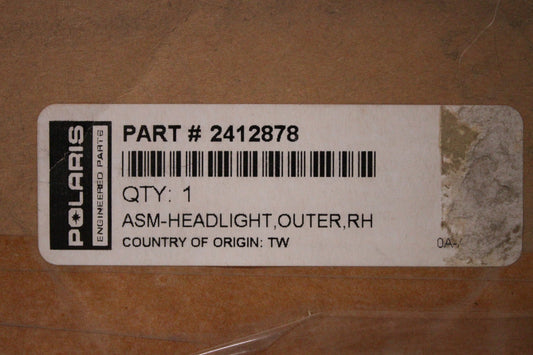 POLARIS
ENGINEERED PARTS
PART # 2412878
QTY: 1
ASM-HEADLIGHT,OUTER,RH
COUNTRY OF ORIGIN: TW